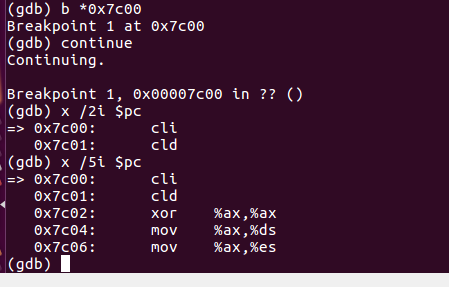 (gdb) b *0x7c00
Breakpoint 1 at 0x7c00
(gdb) continue
Continuing.
Breakpoint 1, 0x00007c00 in ?? ()
(gdb) x /2i $pc
=> 0x7c00:      cli
   0x7c01:      cld
(gdb) x /5i $pc
=> 0x7c00:      cli
   0x7c01:      cld
   0x7c02:      xor    %ax,%ax
   0x7c04:      mov    %ax,%ds
   0x7c06:      mov    %ax,%es
(gdb)